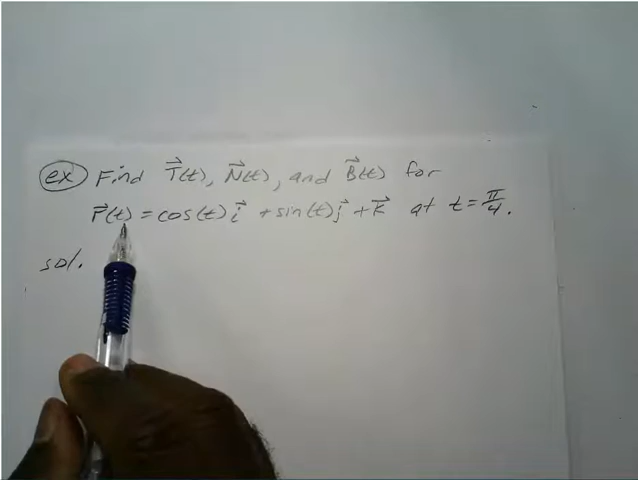 ex Find T⃗(t), N⃗(t), and B⃗(t) for
r⃗(t) = cos(t) i⃗ + sin(t) j⃗ + k⃗ at t = π/4.
sol.